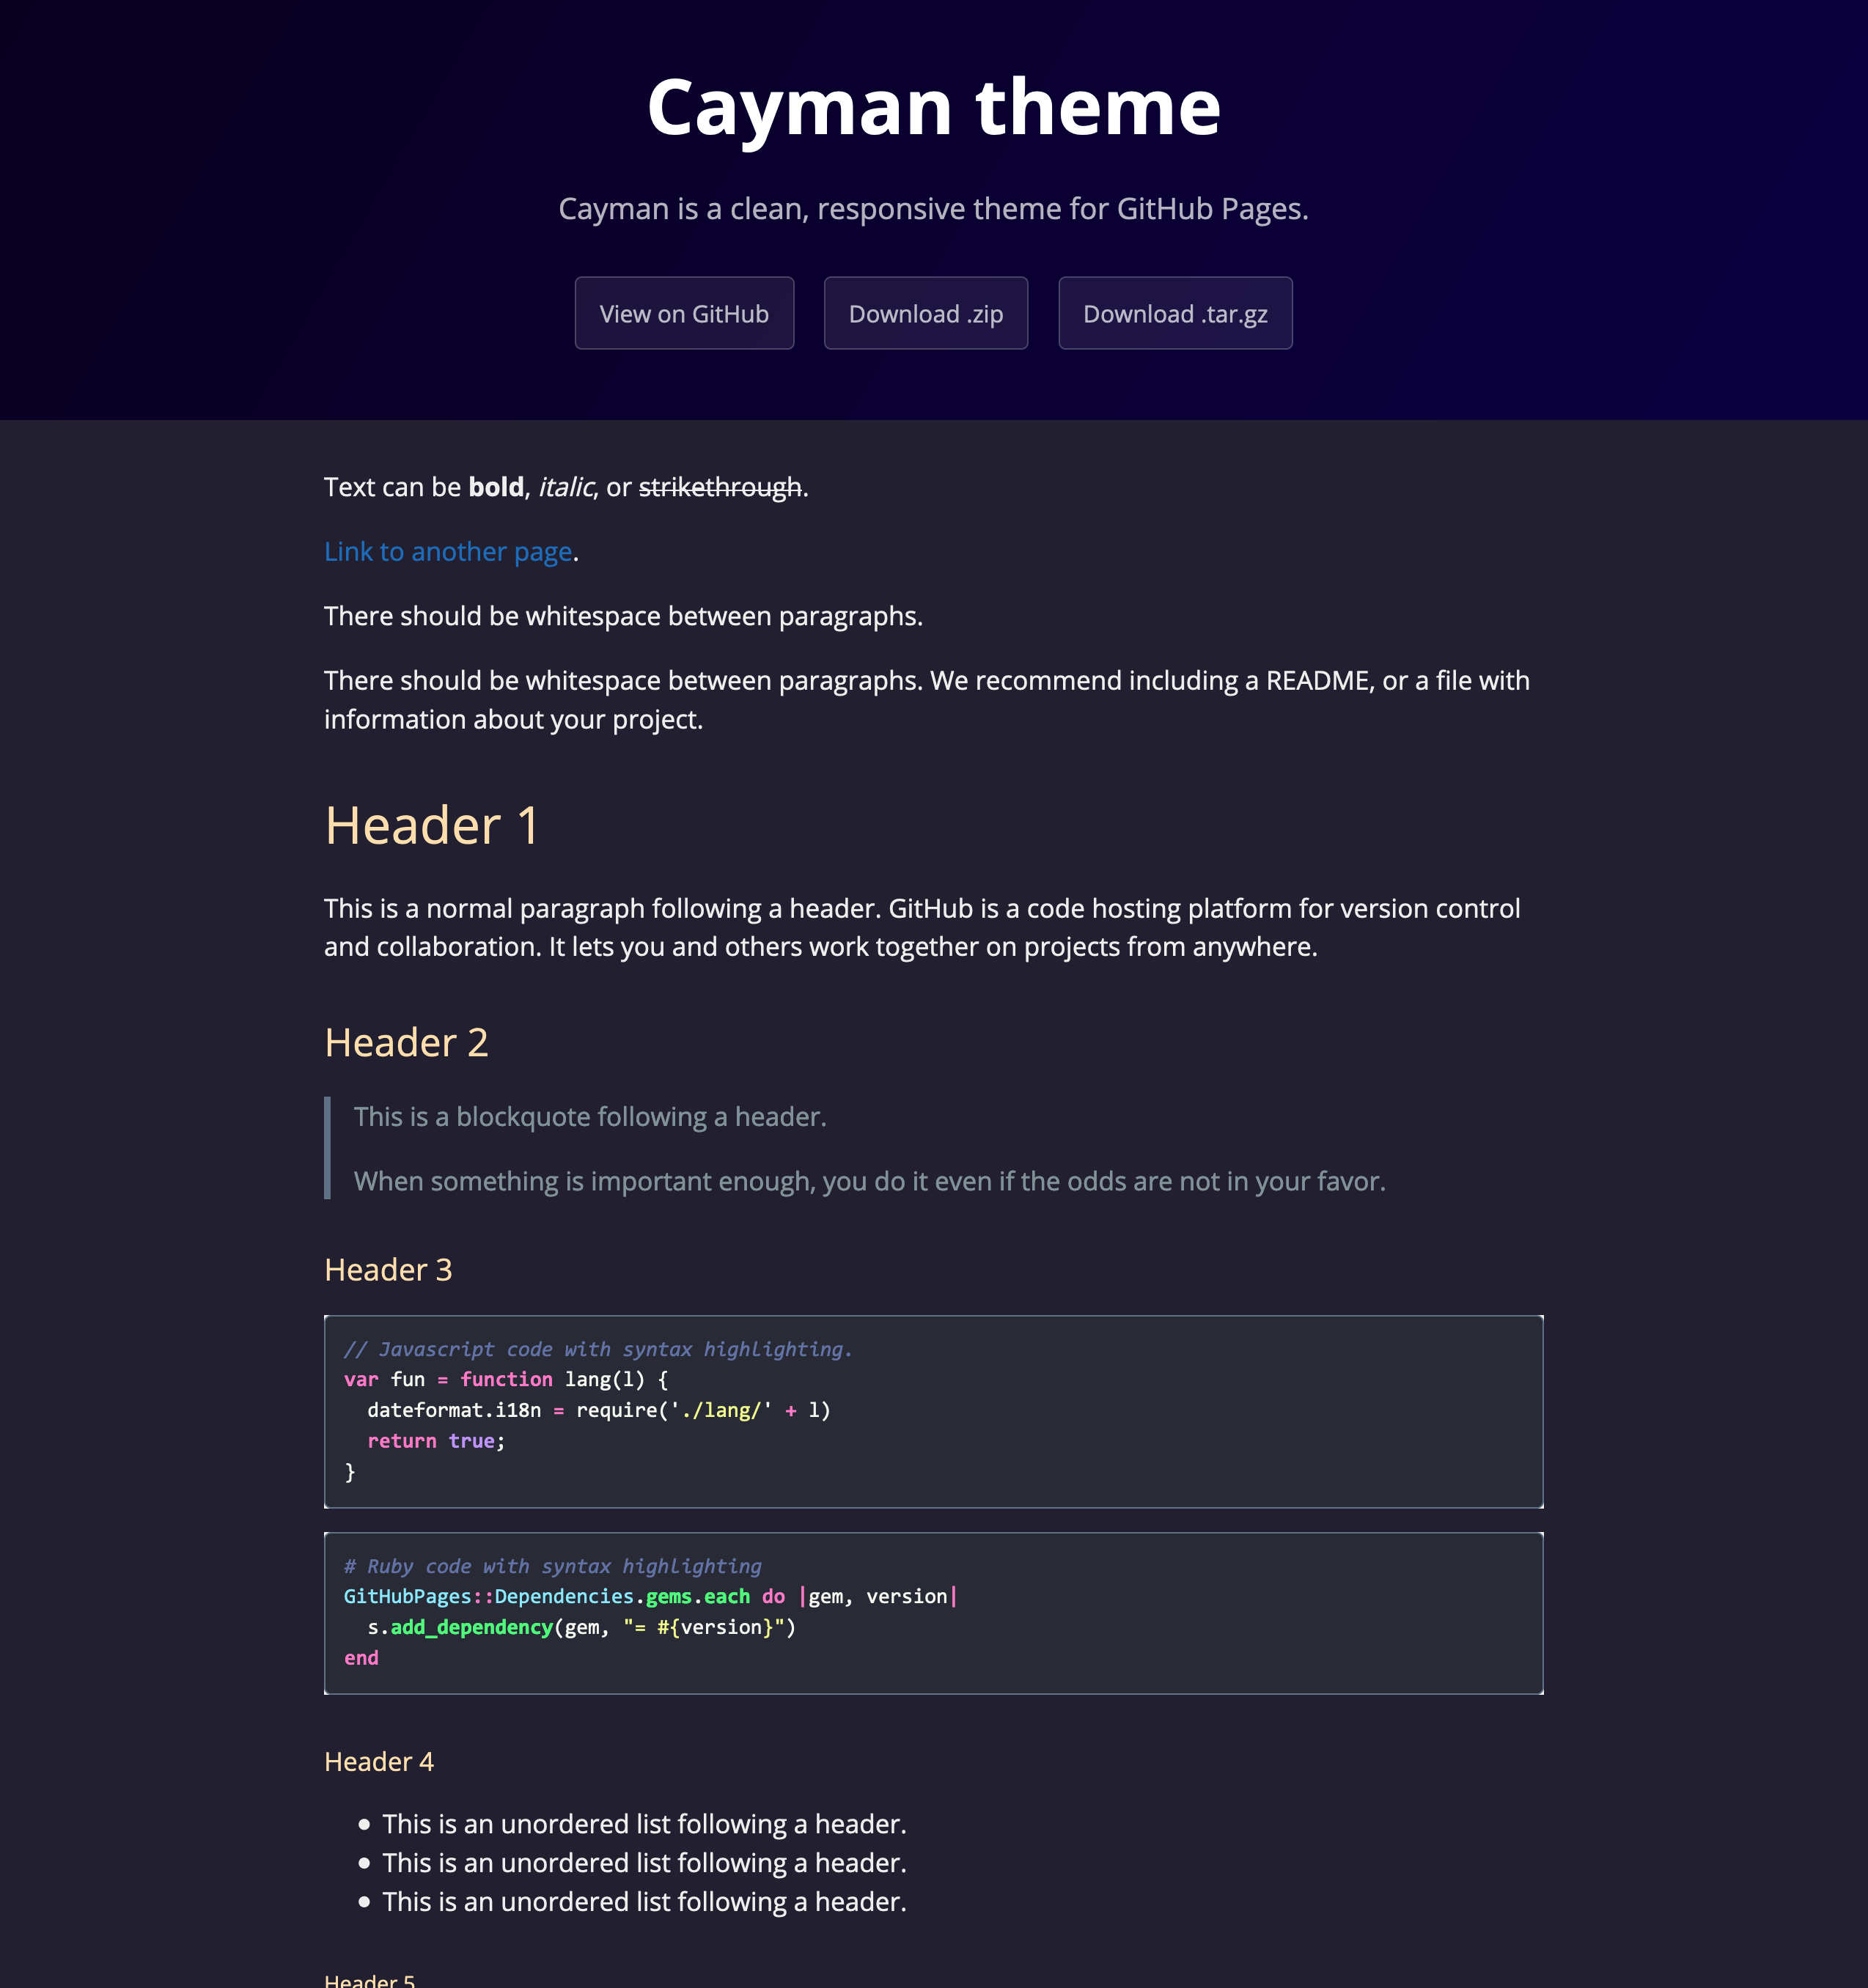 Cayman theme
Cayman is a clean, responsive theme for GitHub Pages.
View on GitHub
Download .zip
Download .tar.gz
Text can be bold, italic, or strikethrough.
Link to another page.
There should be whitespace between paragraphs.
There should be whitespace between paragraphs. We recommend including a README, or a file with
information about your project.
Header 1
This is a normal paragraph following a header. GitHub is a code hosting platform for version control
and collaboration. It lets you and others work together on projects from anywhere.
Header 2
This is a blockquote following a header.
When something is important enough, you do it even if the odds are not in your favor.
Header 3
// Javascript code with syntax highlighting.
var fun = function lang(l) {
  dateformat.i18n = require('./lang/' + l)
  return true;
}
# Ruby code with syntax highlighting
GitHubPages::Dependencies.gems.each do |gem, version|
  s.add_dependency(gem, "= #{version}")
end
Header 4
• This is an unordered list following a header.
• This is an unordered list following a header.
• This is an unordered list following a header.
Header 5